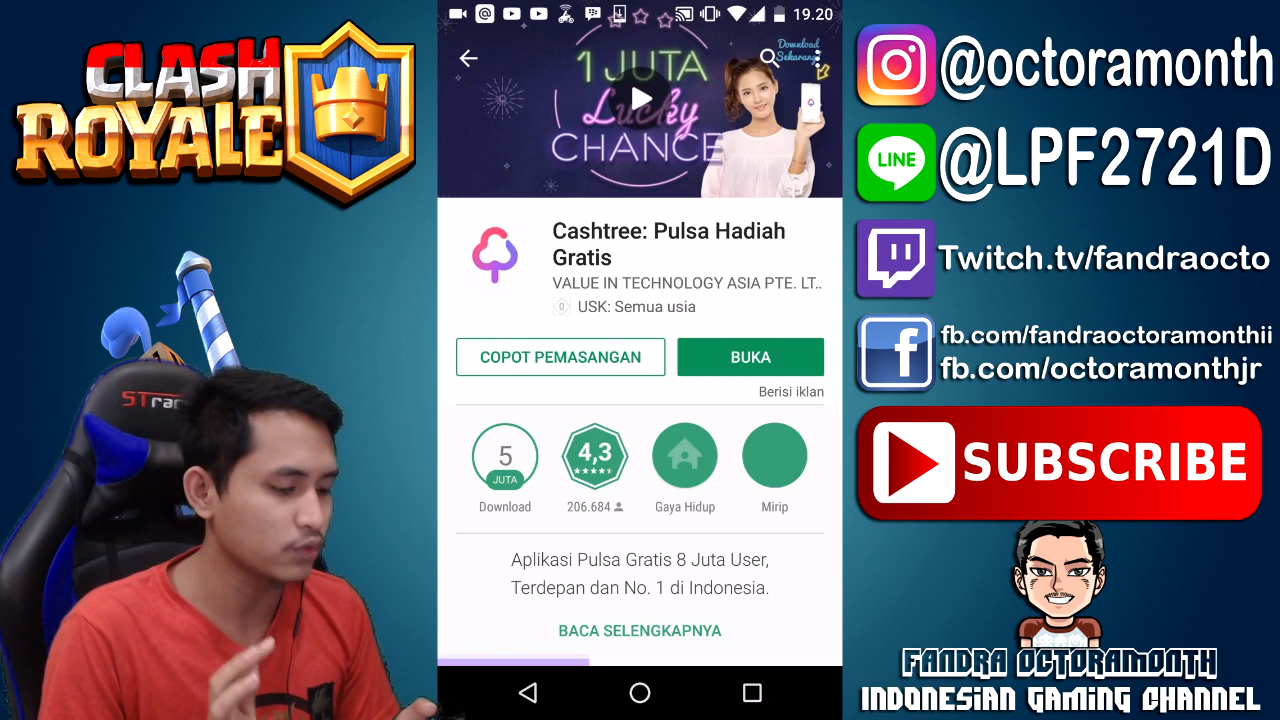 CLASH
ROYALE
STrac
19.20
1 JUTA
Lucky
CHANCE
Download
Sekarang
Cashtree: Pulsa Hadiah
Gratis
VALUE IN TECHNOLOGY ASIA PTE. LT..
0
USK: Semua usia
COPOT PEMASANGAN
BUKA
Berisi iklan
5
JUTA
Download
4,3
206.684
Gaya Hidup
Mirip
Aplikasi Pulsa Gratis 8 Juta User,
Terdepan dan No. 1 di Indonesia.
BACA SELENGKAPNYA
@octoramonth
LINE
@LPF2721D
Twitch.tv/fandraocto
fb.com/fandraoctoramonthii
fb.com/octoramonthjr
SUBSCRIBE
FANDRA OCTORAMONTH
INDONESIAN GAMING CHANNEL